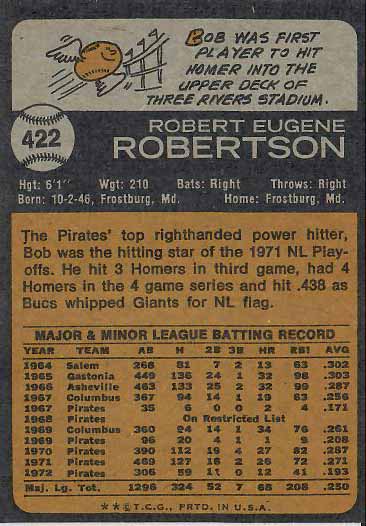 BOB WAS FIRST
PLAYER TO HIT
HOMER INTO THE
UPPER DECK OF
THREE RIVERS STADIUM.
422
ROBERT EUGENE
ROBERTSON
Hgt: 6'1" Wgt: 210 Bats: Right Throws: Right
Born: 10-2-46, Frostburg, Md. Home: Frostburg, Md.
The Pirates' top righthanded power hitter,
Bob was the hitting star of the 1971 NL Play-
offs. He hit 3 Homers in third game, had 4
Homers in the 4 game series and hit .438 as
Bucs whipped Giants for NL flag.
MAJOR & MINOR LEAGUE BATTING RECORD
YEAR TEAM AB H 2B 3B HR RBI AVG
1964 Salem 268 81 7 2 13 63 .302
1965 Gastonia 449 136 24 1 32 98 .303
1966 Asheville 463 133 25 2 32 99 .287
1967 Columbus 367 94 14 1 19 63 .256
1967 Pirates 35 6 0 0 2 4 .171
1968 Pirates On Restricted List
1969 Columbus 360 94 14 1 34 76 .261
1969 Pirates 96 20 4 1 1 9 .208
1970 Pirates 390 112 19 4 27 82 .287
1971 Pirates 469 127 16 2 26 72 .271
1972 Pirates 306 59 11 0 12 41 .193
Maj. Lg. Tot. 1296 324 52 7 68 208 .250
**©T.C.G., PRTD. IN U.S.A.